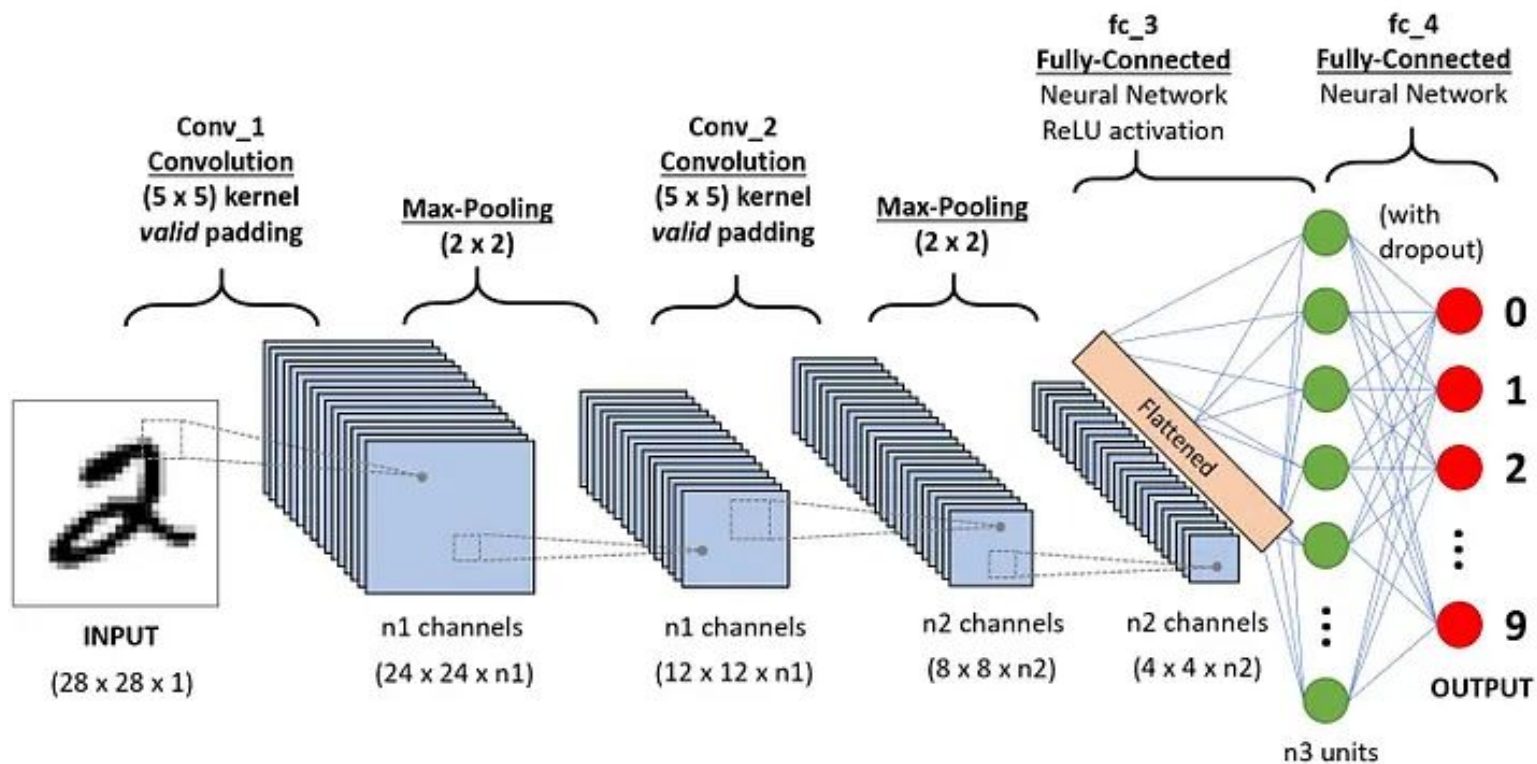 Conv_1
Convolution
(5 x 5) kernel
valid padding
Max-Pooling
(2 x 2)
Conv_2
Convolution
(5 x 5) kernel
valid padding
Max-Pooling
(2 x 2)
fc_3
Fully-Connected
Neural Network
ReLU activation
fc_4
Fully-Connected
Neural Network
(with
dropout)
Flattened
0
1
2
9
OUTPUT
INPUT
(28 x 28 x 1)
n1 channels
(24 x 24 x n1)
n1 channels
(12 x 12 x n1)
n2 channels
(8 x 8 x n2)
n2 channels
(4 x 4 x n2)
n3 units